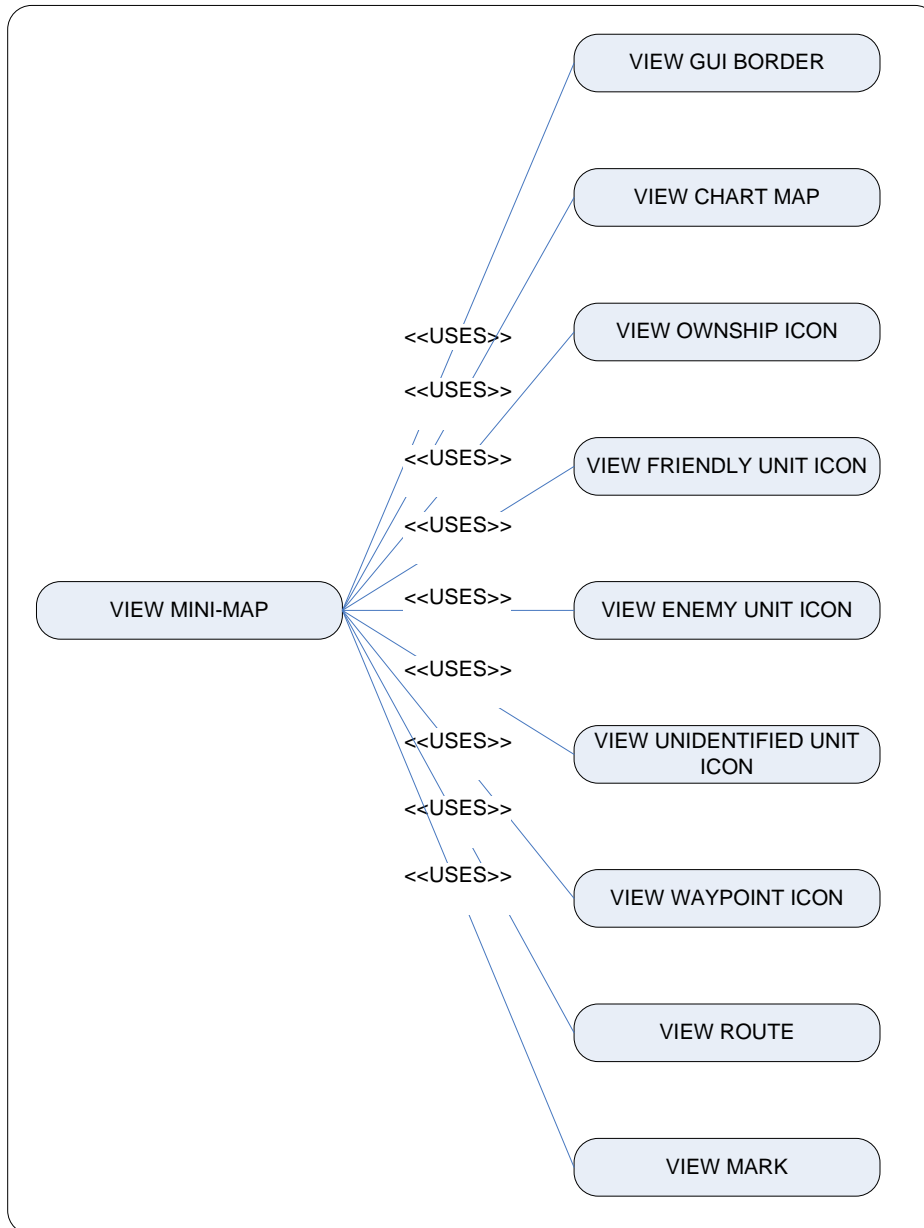 VIEW GUI BORDER
VIEW CHART MAP
VIEW OWNSHIP ICON
<<USES>>
<<USES>>
<<USES>>
VIEW FRIENDLY UNIT ICON
<<USES>>
<<USES>>
VIEW MINI-MAP
VIEW ENEMY UNIT ICON
<<USES>>
<<USES>>
VIEW UNIDENTIFIED UNIT
ICON
<<USES>>
<<USES>>
VIEW WAYPOINT ICON
VIEW ROUTE
VIEW MARK